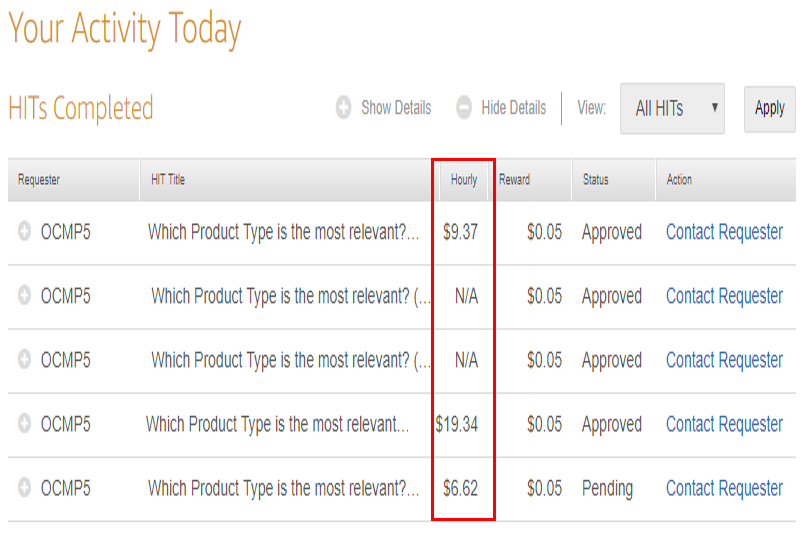 Your Activity Today
HITs Completed Show Details Hide Details View: All HITs Apply
Requester HIT Title Hourly Reward Status Action
OCMP5 Which Product Type is the most relevant?... $9.37 $0.05 Approved Contact Requester
OCMP5 Which Product Type is the most relevant? (... N/A $0.05 Approved Contact Requester
OCMP5 Which Product Type is the most relevant? (... N/A $0.05 Approved Contact Requester
OCMP5 Which Product Type is the most relevant... $19.34 $0.05 Approved Contact Requester
OCMP5 Which Product Type is the most relevant?... $6.62 $0.05 Pending Contact Requester